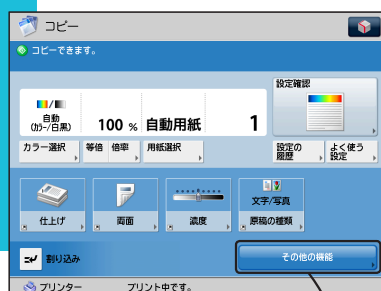 コピー
コピーできます。
設定確認
自動
(ｶﾗｰ/白黒)
100 % 自動用紙 1
カラー選択 等倍 倍率 用紙選択 設定の履歴 よく使う設定
文字/写真
仕上げ 両面 濃度 原稿の種類
割り込み その他の機能
プリンター プリント中です。